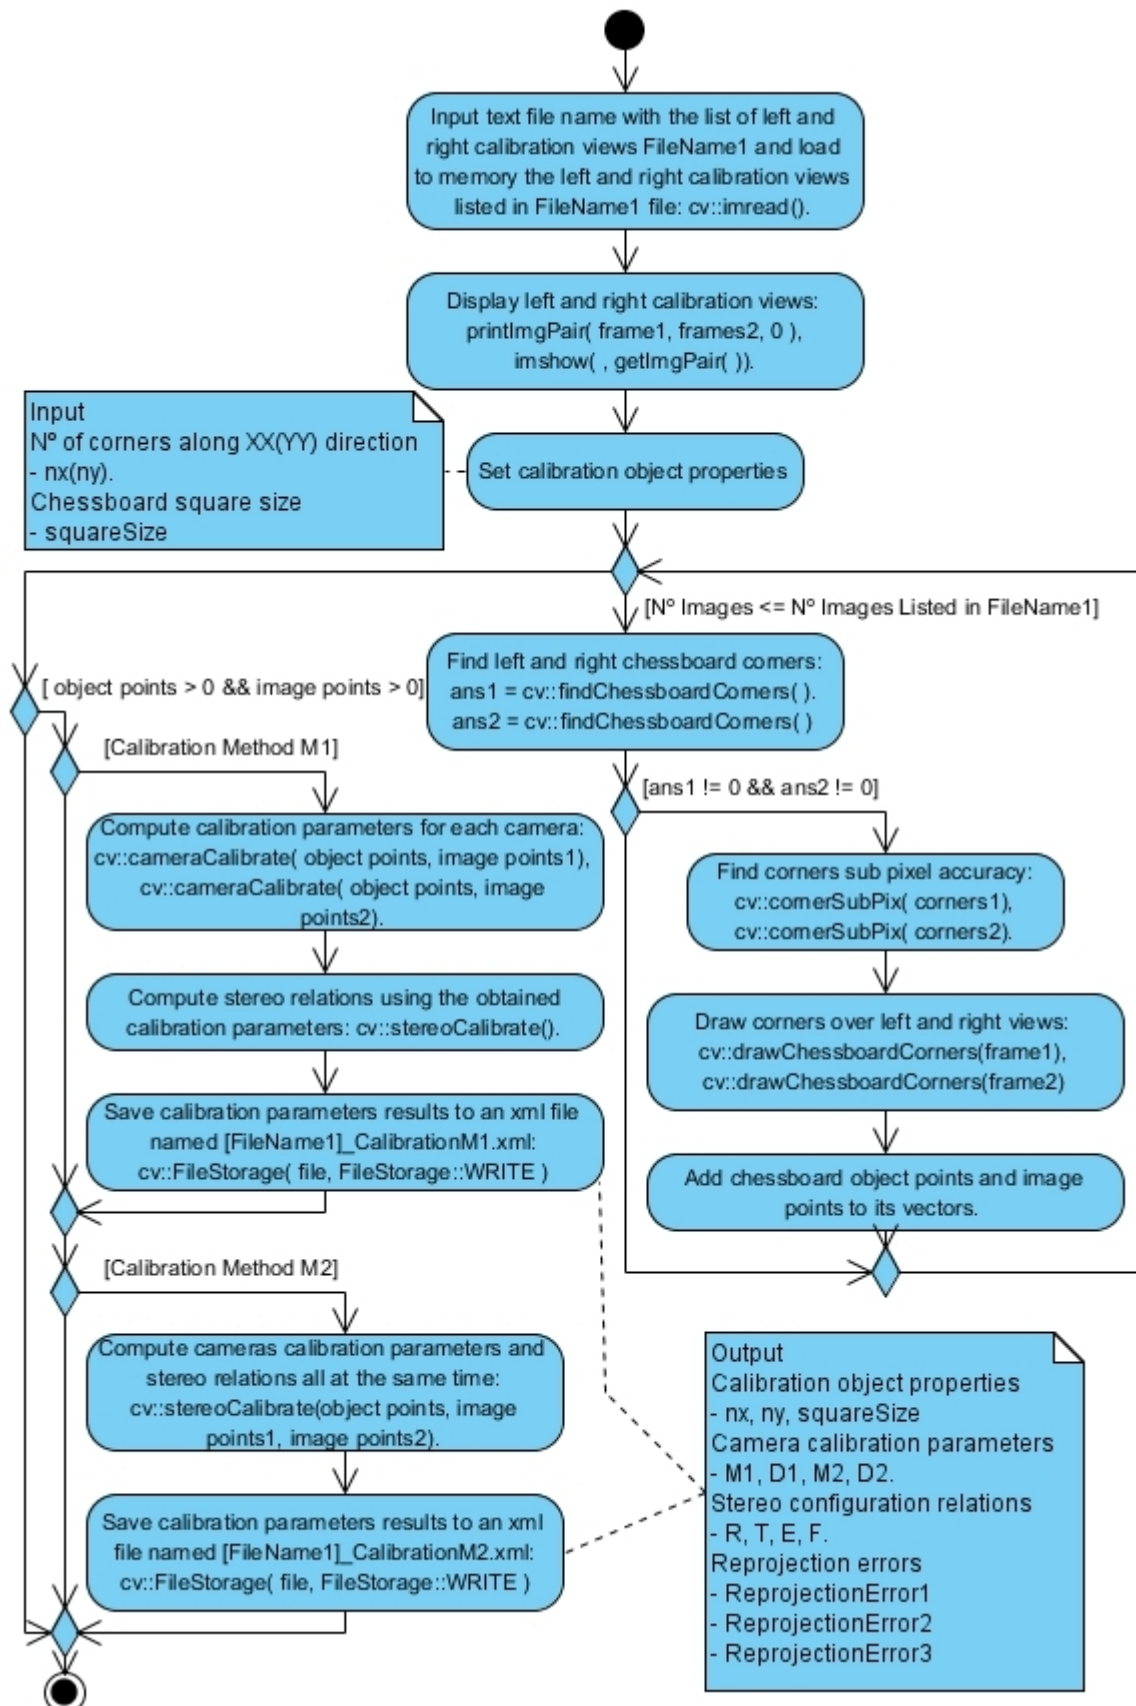 Input text file name with the list of left and
right calibration views FileName1 and load
to memory the left and right calibration views
listed in FileName1 file: cv::imread().
Display left and right calibration views:
printImgPair( frame1, frames2, 0 ),
imshow( , getImgPair( )).
Input
Nº of corners along XX(YY) direction
- nx(ny).
Chessboard square size
- squareSize
Set calibration object properties
[Nº Images <= Nº Images Listed in FileName1]
Find left and right chessboard corners:
ans1 = cv::findChessboardCorners( ).
ans2 = cv::findChessboardCorners( )
[ object points > 0 && image points > 0]
[Calibration Method M1]
[ans1 != 0 && ans2 != 0]
Compute calibration parameters for each camera:
cv::cameraCalibrate( object points, image points1),
cv::cameraCalibrate( object points, image
points2).
Find corners sub pixel accuracy:
cv::cornerSubPix( corners1),
cv::cornerSubPix( corners2).
Compute stereo relations using the obtained
calibration parameters: cv::stereoCalibrate().
Draw corners over left and right views:
cv::drawChessboardCorners(frame1),
cv::drawChessboardCorners(frame2)
Save calibration parameters results to an xml file
named [FileName1]_CalibrationM1.xml:
cv::FileStorage( file, FileStorage::WRITE )
Add chessboard object points and image
points to its vectors.
[Calibration Method M2]
Compute cameras calibration parameters and
stereo relations all at the same time:
cv::stereoCalibrate(object points, image
points1, image points2).
Save calibration parameters results to an xml
file named [FileName1]_CalibrationM2.xml:
cv::FileStorage( file, FileStorage::WRITE )
Output
Calibration object properties
- nx, ny, squareSize
Camera calibration parameters
- M1, D1, M2, D2.
Stereo configuration relations
- R, T, E, F.
Reprojection errors
- ReprojectionError1
- ReprojectionError2
- ReprojectionError3